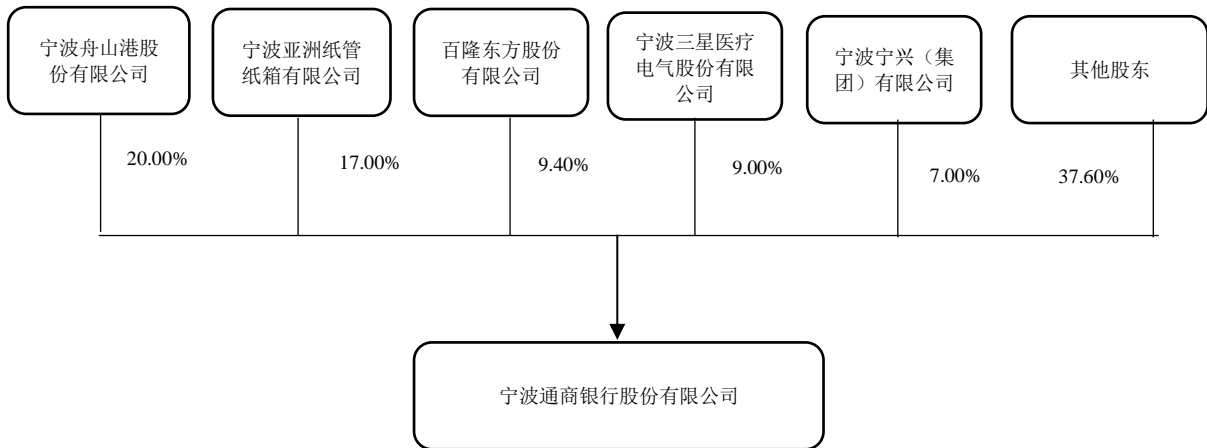 宁波舟山港股
份有限公司
宁波亚洲纸管
纸箱有限公司
百隆东方股份
有限公司
宁波三星医疗
电气股份有限
公司
宁波宁兴（集
团）有限公司
其他股东
20.00%
17.00%
9.40%
9.00%
7.00%
37.60%
宁波通商银行股份有限公司